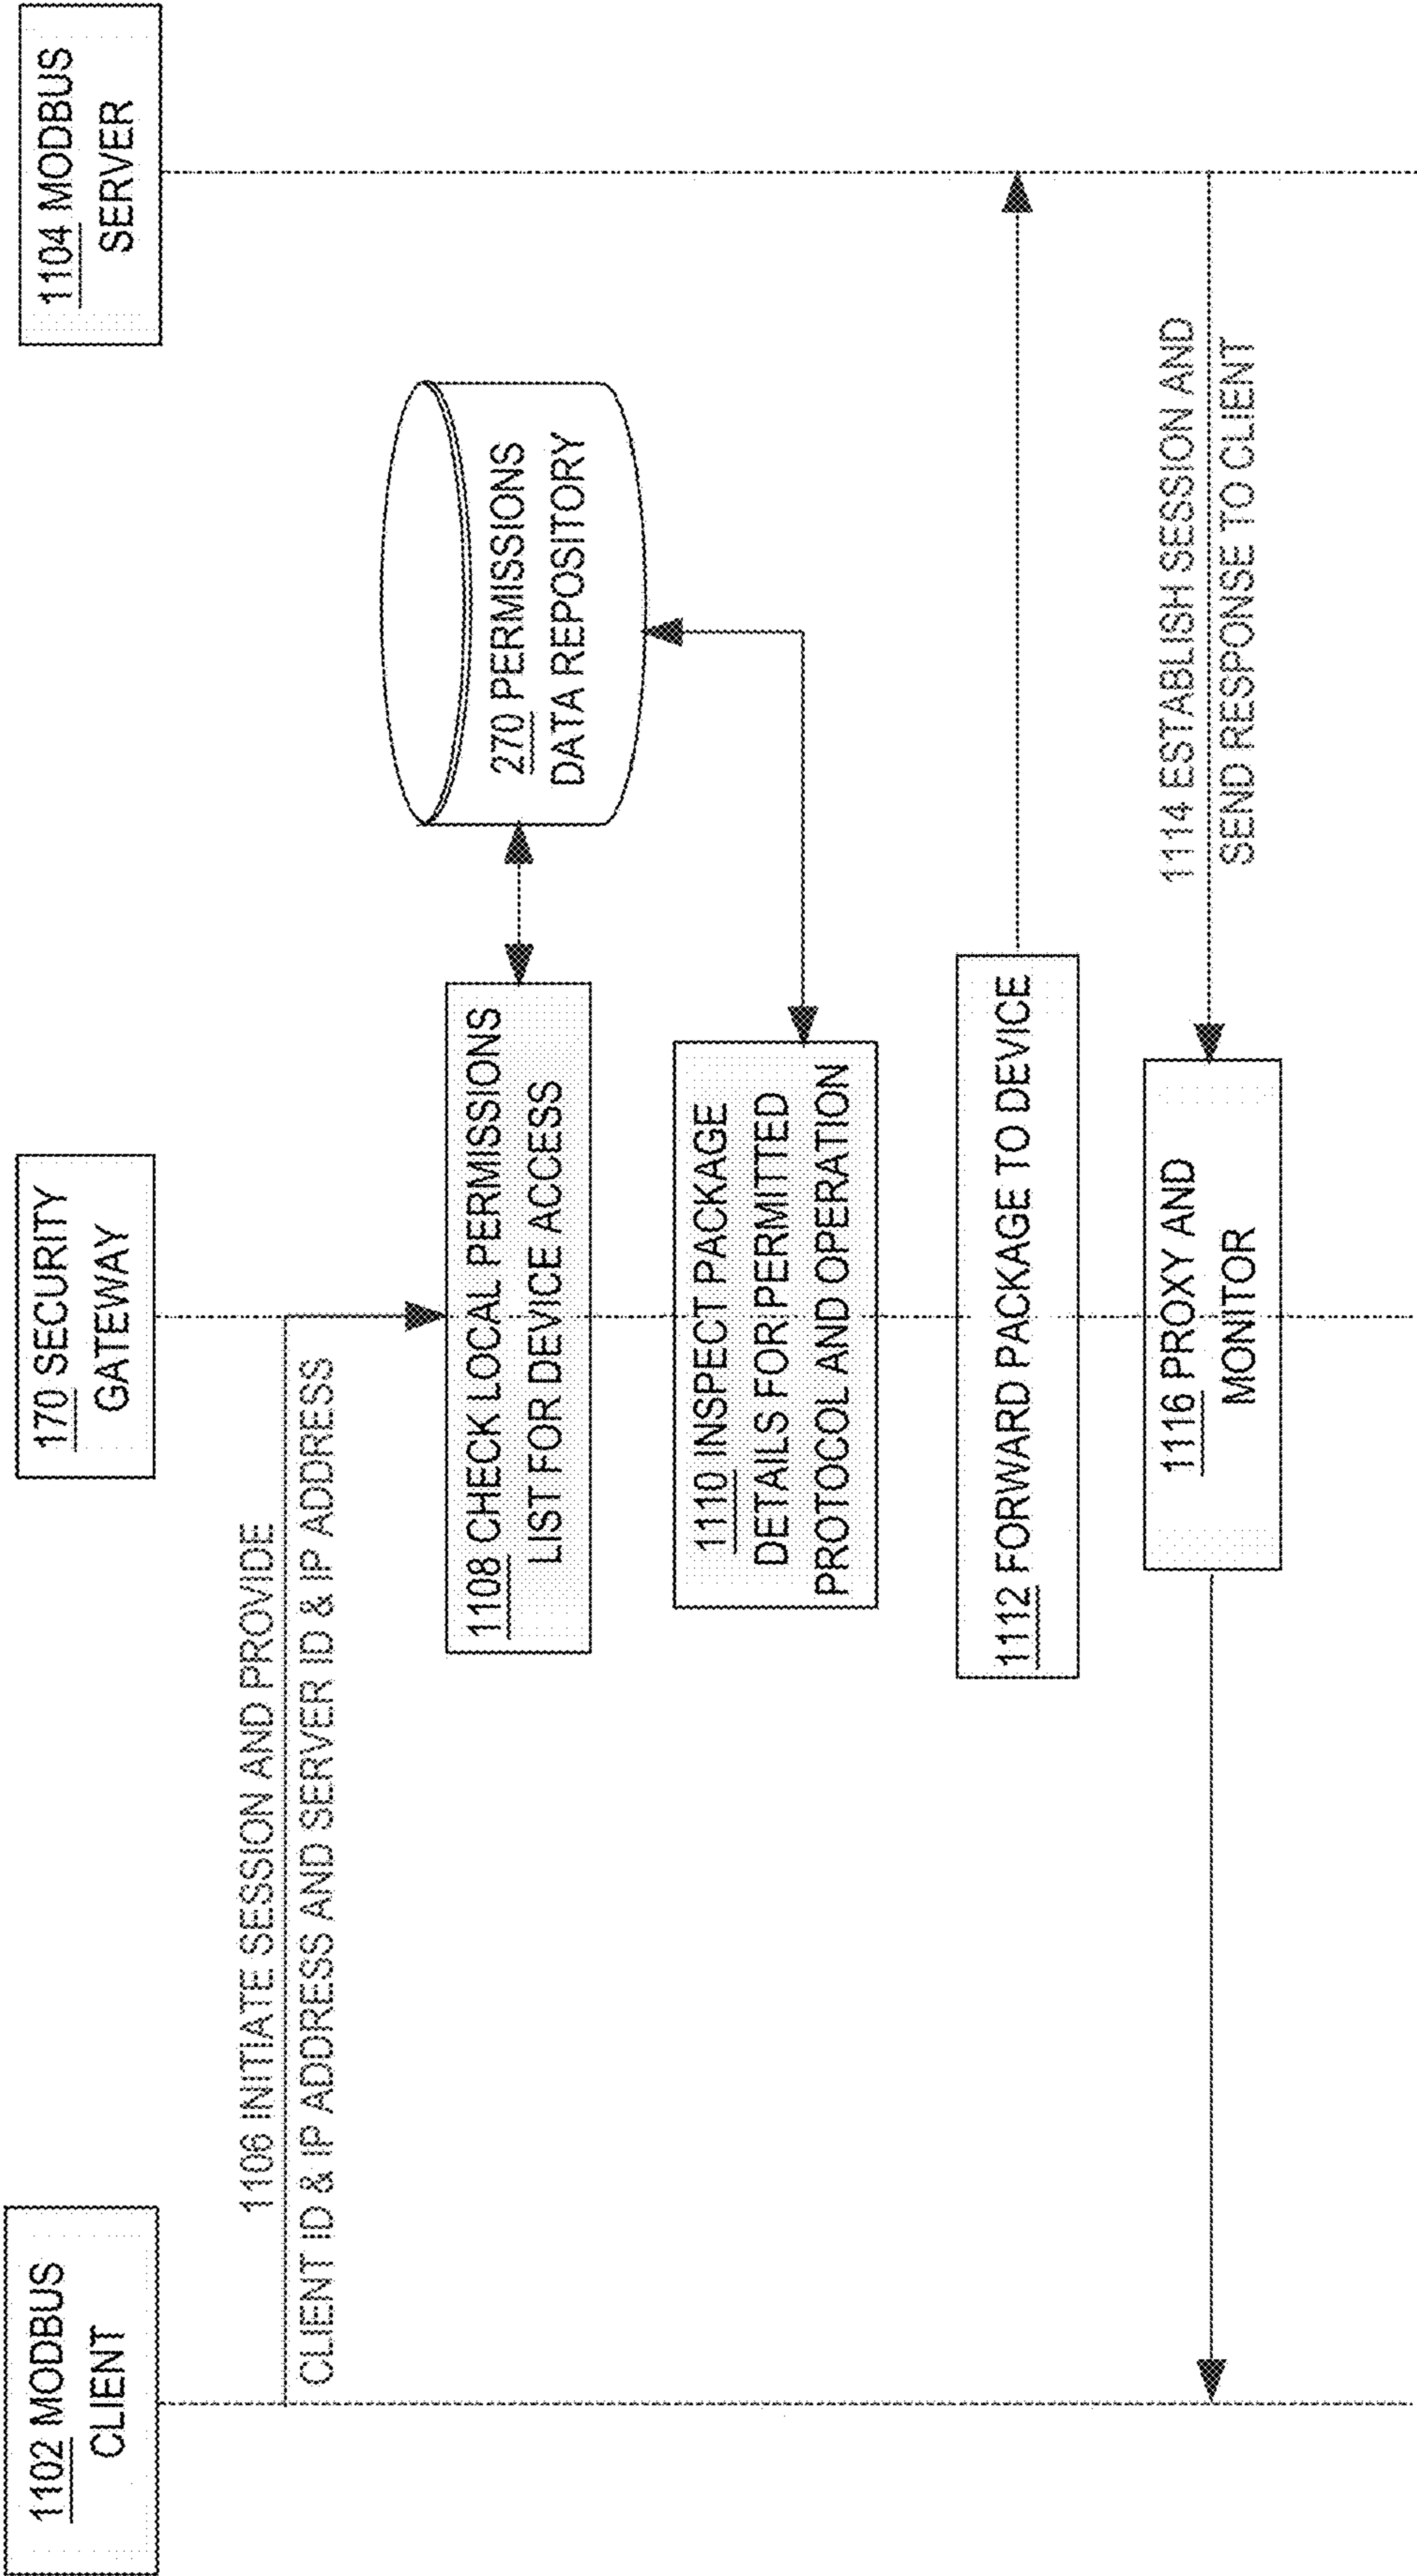 1102 MODBUS
CLIENT
170 SECURITY
GATEWAY
1104 MODBUS
SERVER
1106 INITIATE SESSION AND PROVIDE
CLIENT ID & IP ADDRESS AND SERVER ID & IP ADDRESS
1108 CHECK LOCAL PERMISSIONS
LIST FOR DEVICE ACCESS
270 PERMISSIONS
DATA REPOSITORY
1110 INSPECT PACKAGE
DETAILS FOR PERMITTED
PROTOCOL AND OPERATION
1112 FORWARD PACKAGE TO DEVICE
1114 ESTABLISH SESSION AND
SEND RESPONSE TO CLIENT
1116 PROXY AND
MONITOR